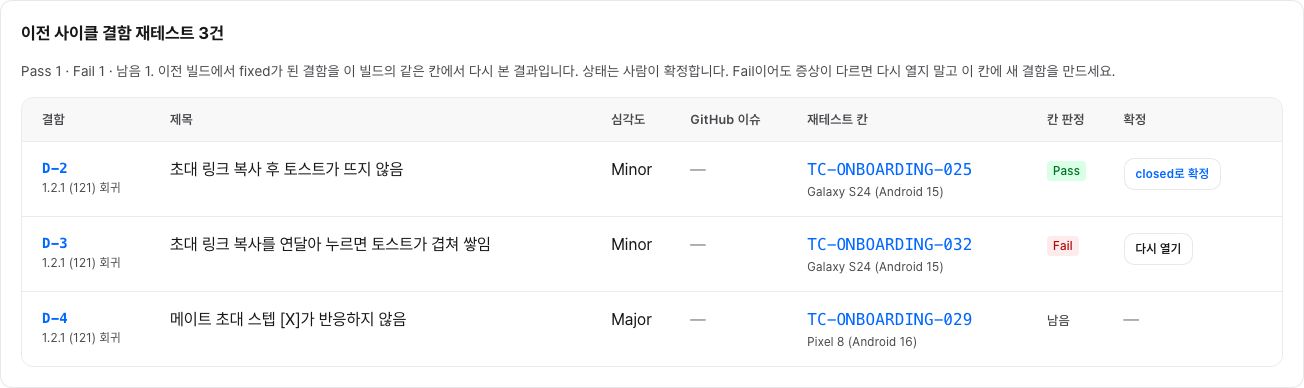 이전 사이클 결함 재테스트 3건
Pass 1 · Fail 1 · 남음 1. 이전 빌드에서 fixed가 된 결함을 이 빌드의 같은 칸에서 다시 본 결과입니다. 상태는 사람이 확정합니다. Fail이어도 증상이 다르면 다시 열지 말고 이 칸에 새 결함을 만드세요.
결함 제목 심각도 GitHub 이슈 재테스트 칸 칸 판정 확정
D-2 초대 링크 복사 후 토스트가 뜨지 않음 Minor — TC-ONBOARDING-025 Pass closed로 확정
1.2.1 (121) 회귀 Galaxy S24 (Android 15)
D-3 초대 링크 복사를 연달아 누르면 토스트가 겹쳐 쌓임 Minor — TC-ONBOARDING-032 Fail 다시 열기
1.2.1 (121) 회귀 Galaxy S24 (Android 15)
D-4 메이트 초대 스텝 [X]가 반응하지 않음 Major — TC-ONBOARDING-029 남음 —
1.2.1 (121) 회귀 Pixel 8 (Android 16)